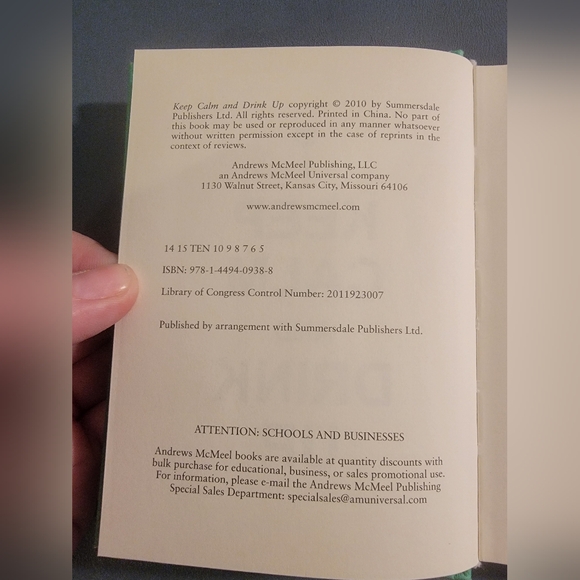 Keep Calm and Drink Up copyright © 2010 by Summersdale
Publishers Ltd. All rights reserved. Printed in China. No part of
this book may be used or reproduced in any manner whatsoever
without written permission except in the case of reprints in the
context of reviews.
Andrews McMeel Publishing, LLC
an Andrews McMeel Universal company
1130 Walnut Street, Kansas City, Missouri 64106
www.andrewsmcmeel.com
14 15 TEN 10 9 8 7 6 5
ISBN: 978-1-4494-0938-8
Library of Congress Control Number: 2011923007
Published by arrangement with Summersdale Publishers Ltd.
ATTENTION: SCHOOLS AND BUSINESSES
Andrews McMeel books are available at quantity discounts with
bulk purchase for educational, business, or sales promotional use.
For information, please e-mail the Andrews McMeel Publishing
Special Sales Department: specialsales@amuniversal.com